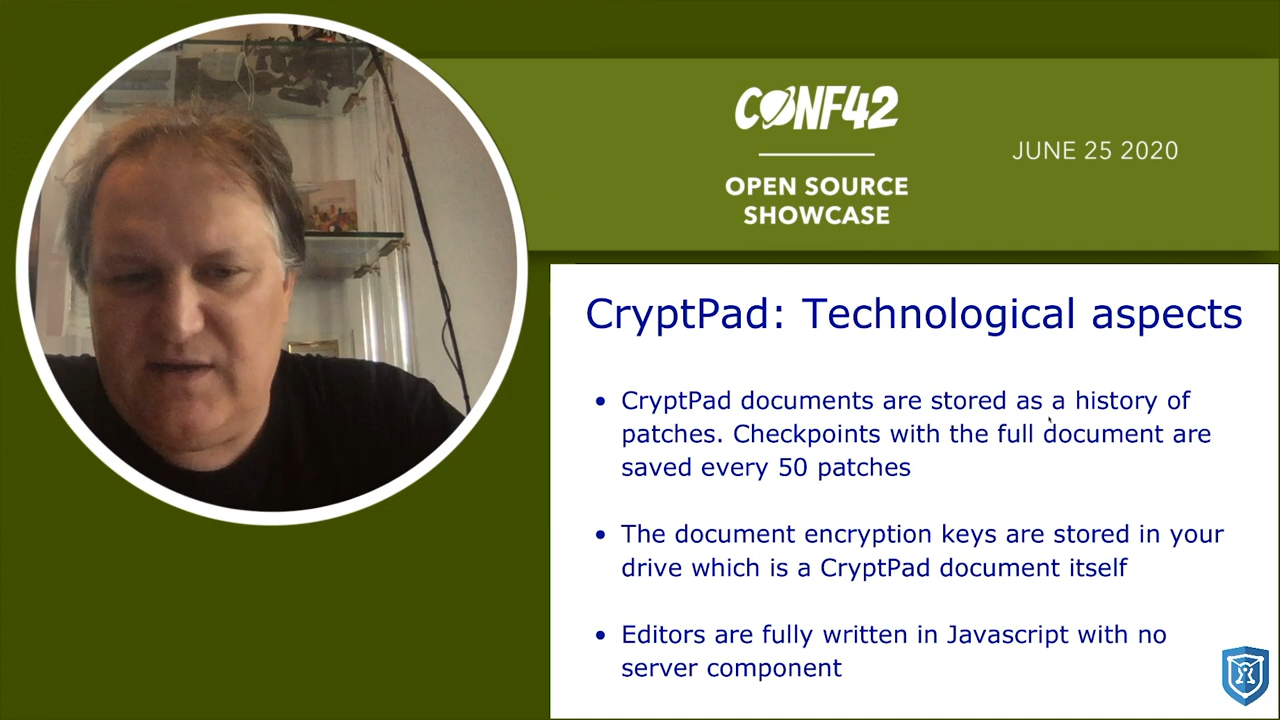 CONF42
JUNE 25 2020
OPEN SOURCE
SHOWCASE
CryptPad: Technological aspects
• CryptPad documents are stored as a history of
patches. Checkpoints with the full document are
saved every 50 patches
• The document encryption keys are stored in your
drive which is a CryptPad document itself
• Editors are fully written in Javascript with no
server component